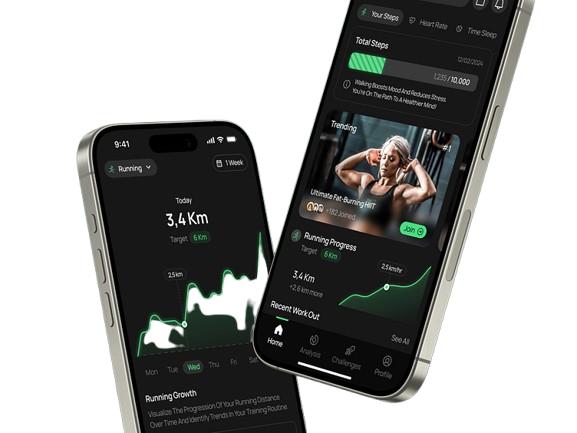 9:41
Running
1 Week
Today
3,4 Km
Target 6 Km
2.5 km
Mon Tue Wed Thu Fri Sat
Running Growth
Visualize The Progression Of Your Running Distance
Over Time And Identify Trends In Your Training Routine.
Your Steps
Heart Rate
Time Sleep
Total Steps
12/02/2024
1,235 / 10,000
Walking Boosts Mood And Reduces Stress.
You're On The Path To A Healthier Mind!
Trending
#1
Ultimate Fat-Burning HIIT
+182 Joined
Join
Running Progress
Target 6 Km
2.5 km/hr
3,4 Km
+2,6 km more
Recent Work Out
See All
Home
Analysis
Challenges
Profile